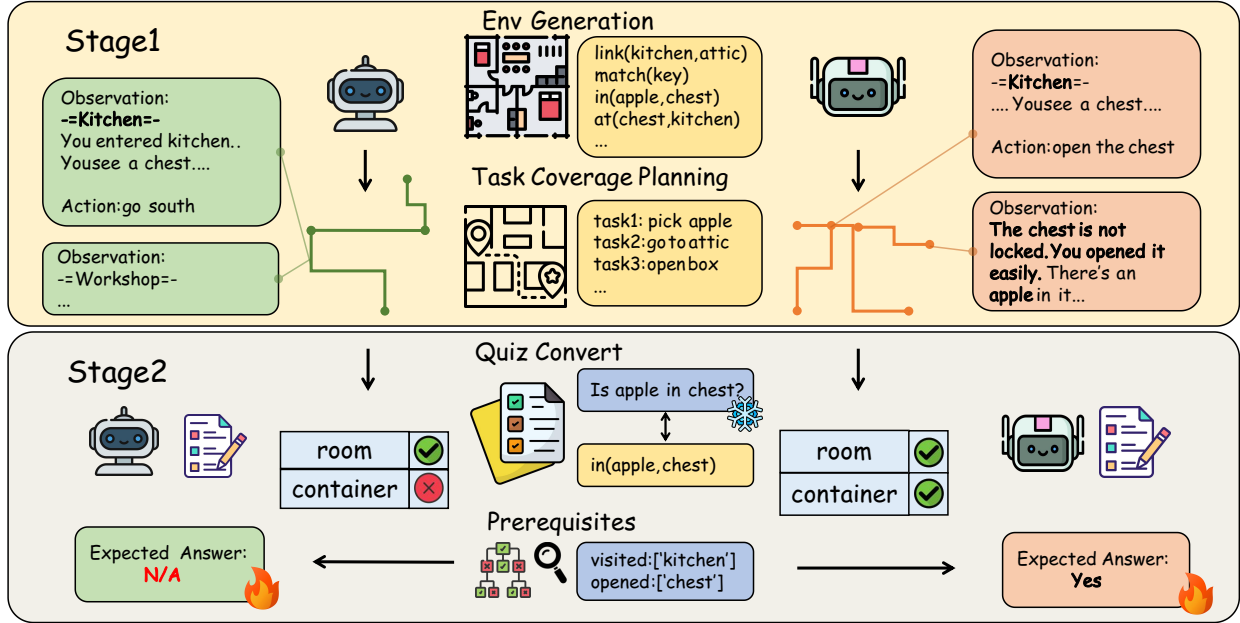 Stage1
Observation:
-=Kitchen=-
You entered kitchen..
Yousee a chest....
Action:go south
Observation:
-=Workshop=-
...
Env Generation
link(kitchen,attic)
match(key)
in(apple,chest)
at(chest,kitchen)
...
Task Coverage Planning
task1: pick apple
task2:go to attic
task3:open box
...
Observation:
-=Kitchen=-
.... Yousee a chest....
Action:open the chest
Observation:
The chest is not
locked.You opened it
easily. There's an
apple in it...
Stage2
room
container
Expected Answer:
N/A
Quiz Convert
Is apple in chest?
in(apple,chest)
Prerequisites
visited:['kitchen']
opened:['chest']
room
container
Expected Answer:
Yes